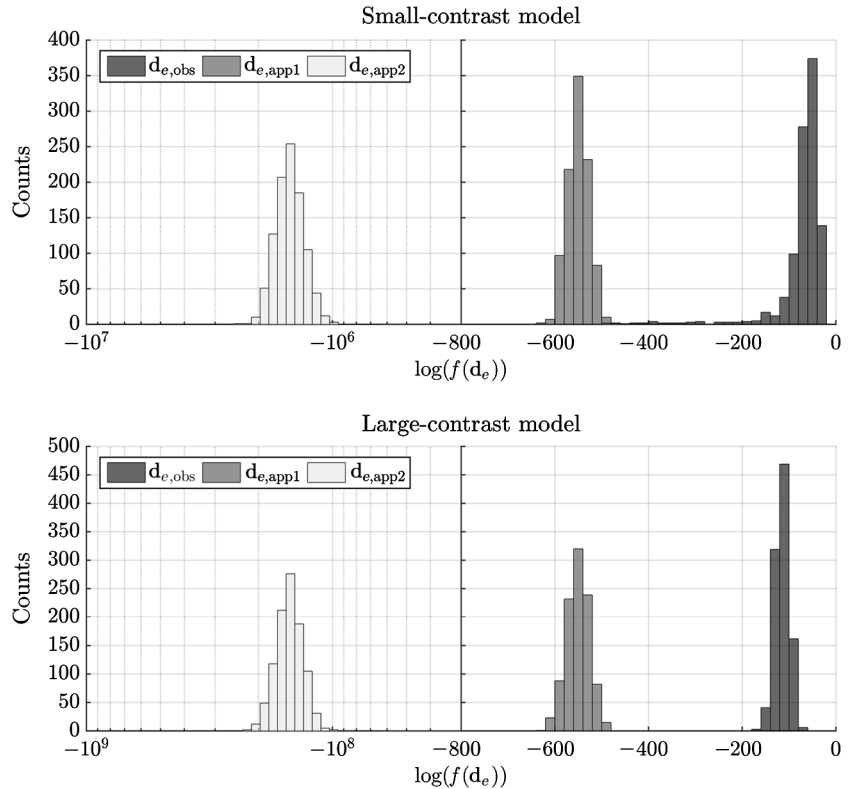 Small-contrast model
400
350
300
250
200
150
100
50
0
Counts
d_{e,obs} d_{e,app1} d_{e,app2}
−10^7 −10^6 −800 −600 −400 −200 0
log(f(d_e))
Large-contrast model
500
450
400
350
300
250
200
150
100
50
0
Counts
d_{e,obs} d_{e,app1} d_{e,app2}
−10^9 −10^8 −800 −600 −400 −200 0
log(f(d_e))